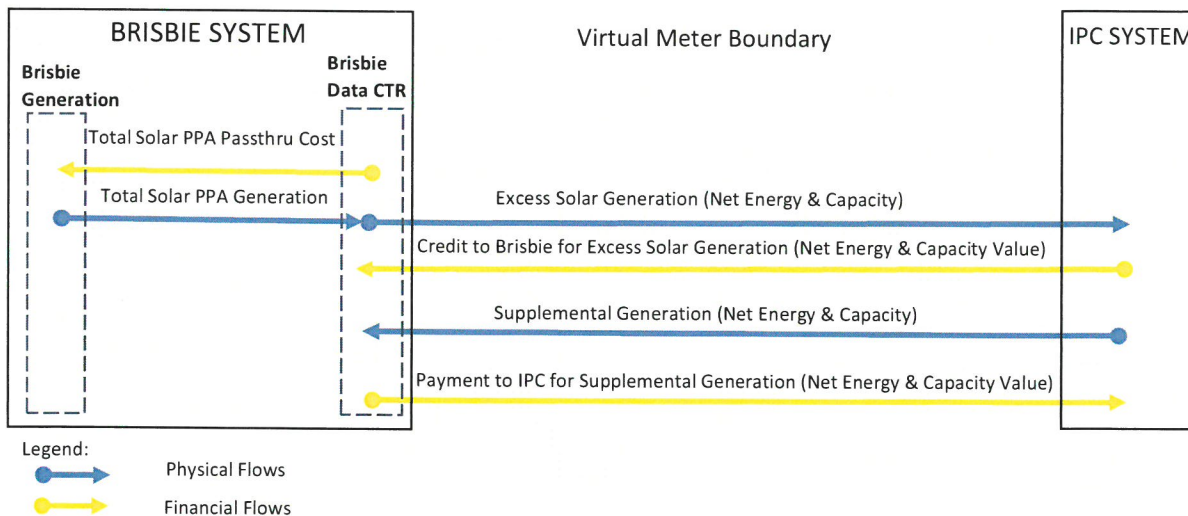 BRISBIE SYSTEM
Virtual Meter Boundary
IPC SYSTEM
Brisbie
Generation
Brisbie
Data CTR
Total Solar PPA Passthru Cost
Total Solar PPA Generation
Excess Solar Generation (Net Energy & Capacity)
Credit to Brisbie for Excess Solar Generation (Net Energy & Capacity Value)
Supplemental Generation (Net Energy & Capacity)
Payment to IPC for Supplemental Generation (Net Energy & Capacity Value)
Legend:
Physical Flows
Financial Flows